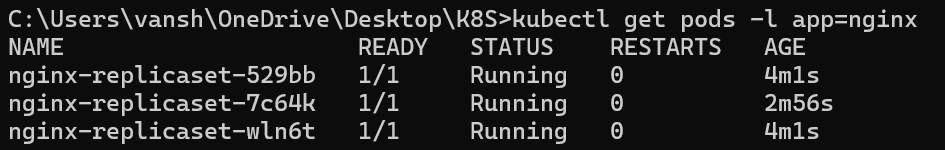 C:\Users\vansh\OneDrive\Desktop\K8S>kubectl get pods -l app=nginx
NAME READY STATUS RESTARTS AGE
nginx-replicaset-529bb 1/1 Running 0 4m1s
nginx-replicaset-7c64k 1/1 Running 0 2m56s
nginx-replicaset-wln6t 1/1 Running 0 4m1s